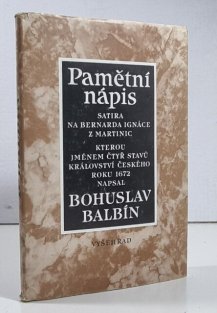 Pamětní
nápis
SATIRA
NA BERNARDA IGNÁCE
Z MARTINIC
KTEROU
JMÉNEM ČTYŘ STAVŮ
KRÁLOVSTVÍ ČESKÉHO
ROKU 1672
NAPSAL
BOHUSLAV
BALBÍN
VYŠEHRAD